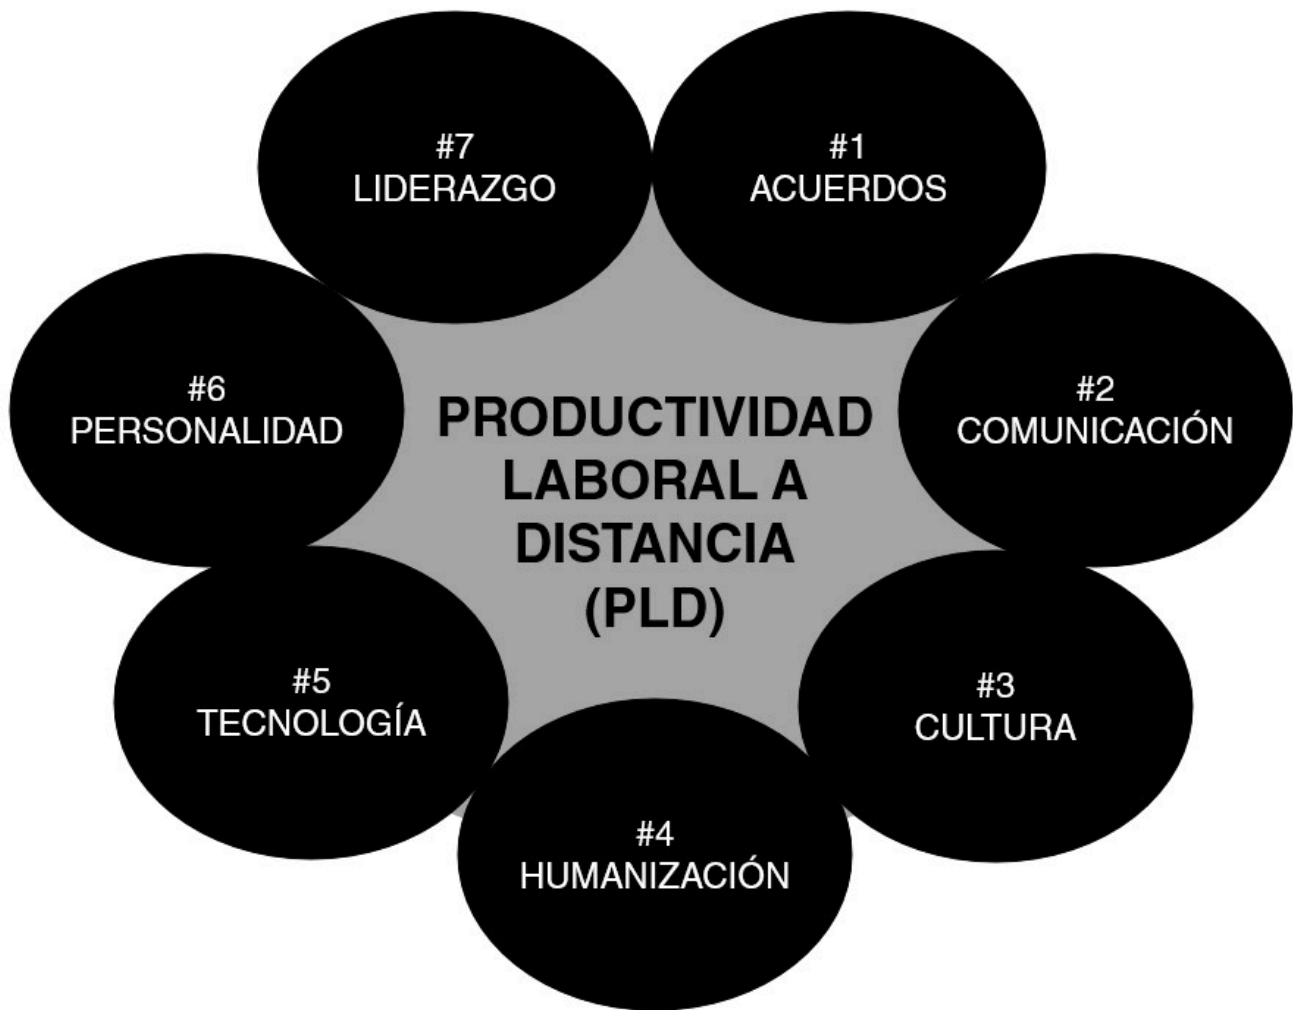 #7
LIDERAZGO
#1
ACUERDOS
#6
PERSONALIDAD
#2
COMUNICACIÓN
PRODUCTIVIDAD
LABORAL A
DISTANCIA
(PLD)
#5
TECNOLOGÍA
#3
CULTURA
#4
HUMANIZACIÓN